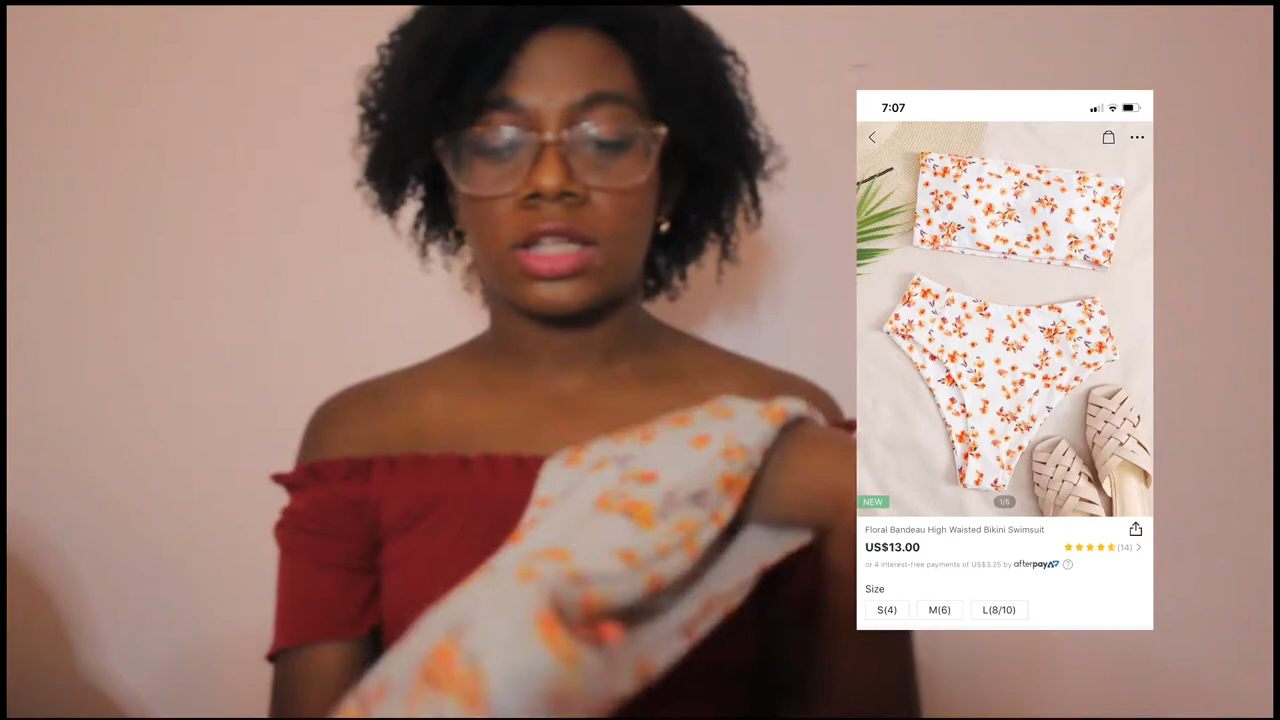 7:07
NEW
1/5
Floral Bandeau High Waisted Bikini Swimsuit
US$13.00
(14)
or 4 interest-free payments of US$3.25 by afterpay
?
Size
S(4) M(6) L(8/10)